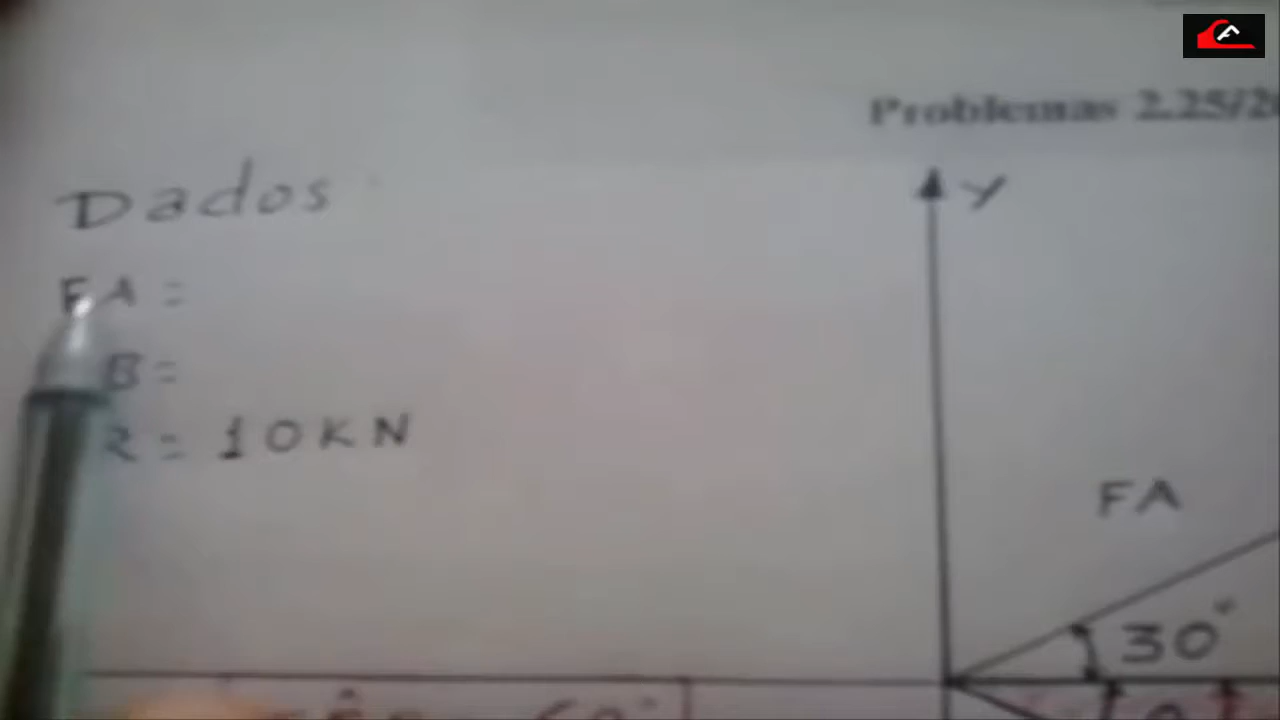 Problemas 2.25/2
Dados
FA =
B =
R = 10KN
y
FA
30°